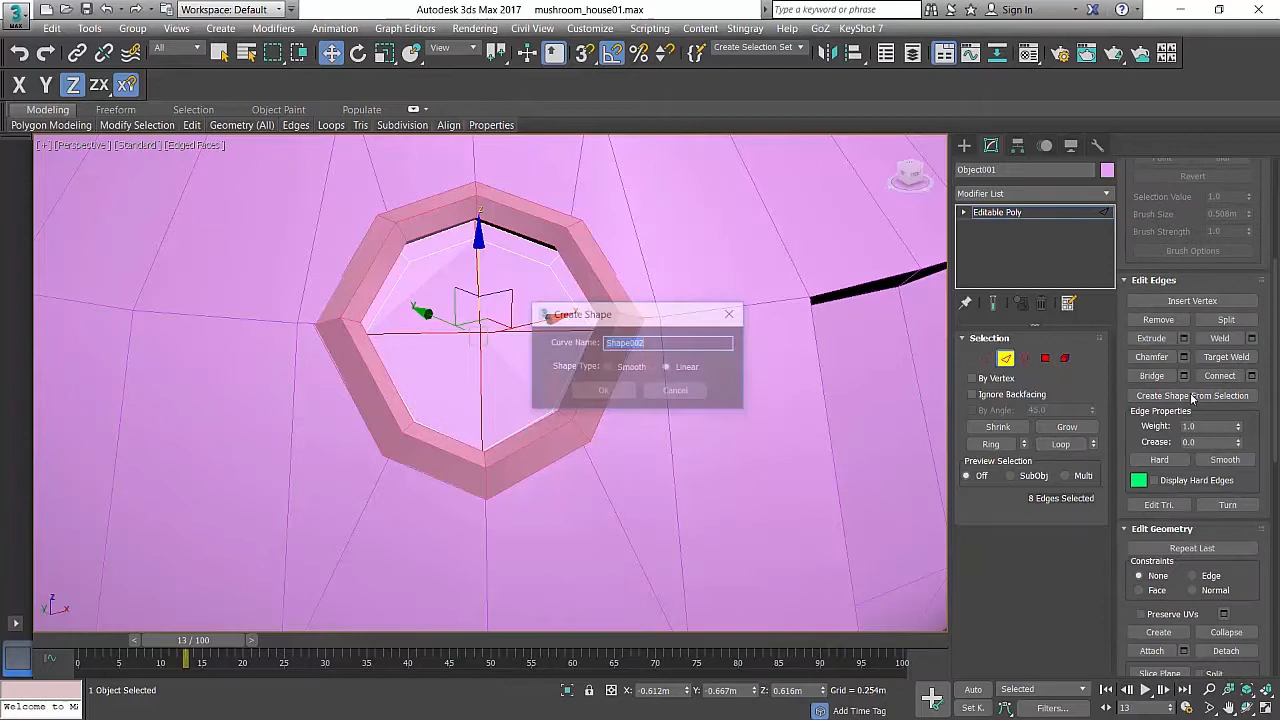 3 MAX Workspace: Default Autodesk 3ds Max 2017 mushroom_house01.max Type a keyword or phrase Sign In
Edit Tools Group Views Create Modifiers Animation Graph Editors Rendering Civil View Customize Scripting Content Stingray Help GoZ KeyShot 7
All View Create Selection Set
X Y Z ZX XY
Modeling Freeform Selection Object Paint Populate
Polygon Modeling Modify Selection Edit Geometry (All) Edges Loops Tris Subdivision Align Properties
[+] [Perspective] [Standard] [Edged Faces]
Object001
Modifier List
Editable Poly
Selection
By Vertex
Ignore Backfacing
By Angle: 45.0
Shrink Grow
Ring Loop
Preview Selection
Off SubObj Multi
8 Edges Selected
Revert
Selection Value 1.0
Brush Size 0.508m
Brush Strength 1.0
Brush Options
Edit Edges
Insert Vertex
Remove Split
Extrude Weld
Chamfer Target Weld
Bridge Connect
Create Shape From Selection
Edge Properties
Weight: 1.0
Crease: 0.0
Hard Smooth
Display Hard Edges
Edit Tri. Turn
Edit Geometry
Repeat Last
Constraints
None Edge
Face Normal
Preserve UVs
Create Collapse
Attach Detach
Slice Plane Split
Create Shape
Curve Name: Shape002
Shape Type: Smooth Linear
Ok Cancel
z
y
z
y x
13 / 100
0 5 10 15 20 25 30 35 40 45 50 55 60 65 70 75 80 85 90 95 100
1 Object Selected X: -0.612m Y: -0.667m Z: 0.616m Grid = 0.254m Auto Selected
Welcome to M Add Time Tag Set K. Filters... 13